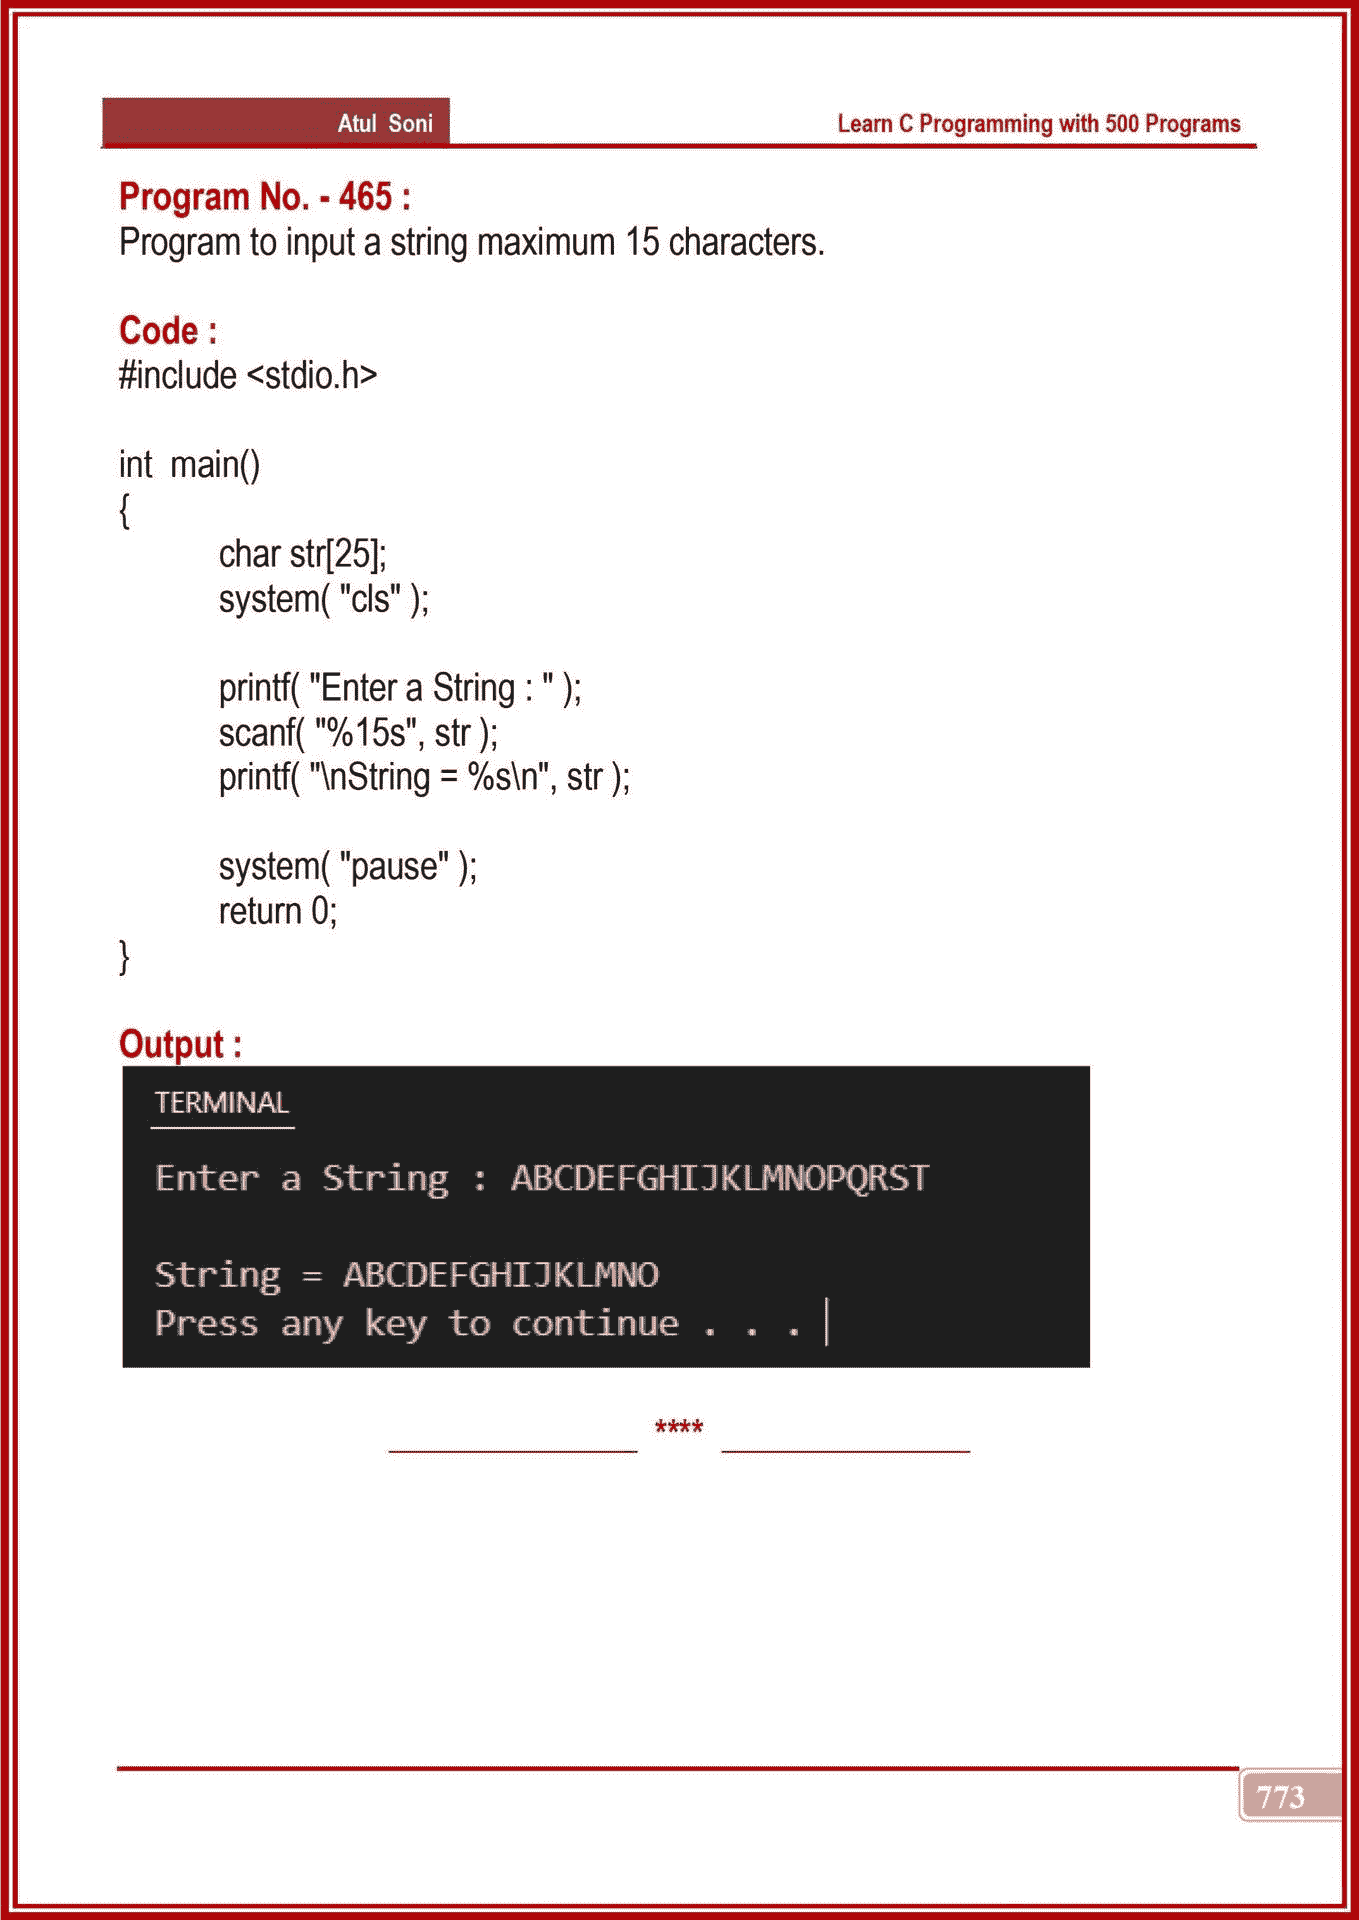 Atul  Soni
Learn C Programming with 500 Programs
Program No. - 465 :
Program to input a string maximum 15 characters.
Code :
#include <stdio.h>
int  main()
{
char str[25];
system( "cls" );
printf( "Enter a String : " );
scanf( "%15s", str );
printf( "\nString = %s\n", str );
system( "pause" );
return 0;
}
Output :
TERMINAL
Enter a String : ABCDEFGHIJKLMNOPQRST
String = ABCDEFGHIJKLMNO
Press any key to continue . . .
****
773